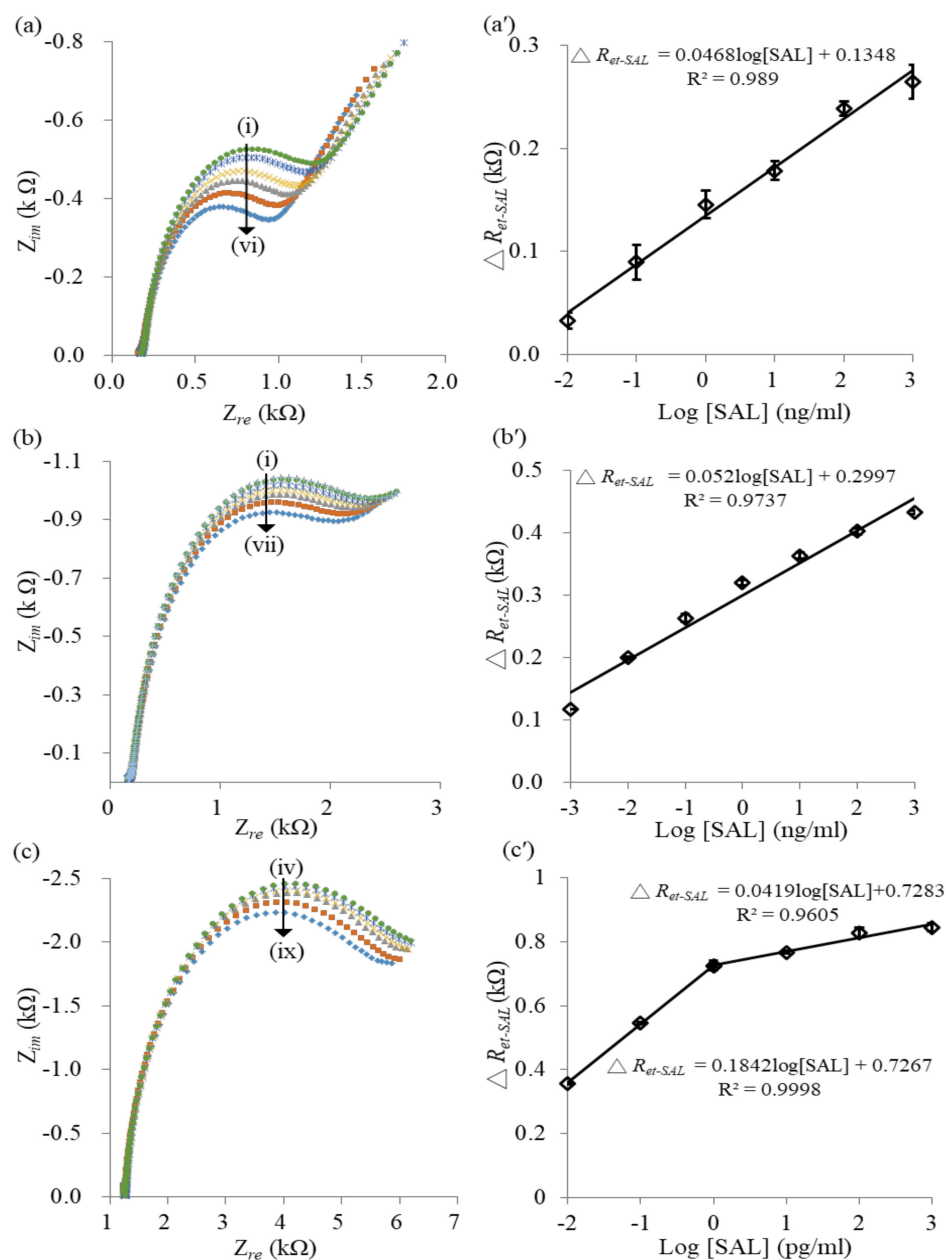 (a)
-0.8
-0.6
-0.4
-0.2
0.0
Z_im (k Ω)
(i)
(vi)
0.0 0.5 1.0 1.5 2.0
Z_re (kΩ)
(a′)
0.3
0.2
0.1
0.0
△ R_et-SAL (kΩ)
△ R_et-SAL = 0.0468log[SAL] + 0.1348
R² = 0.989
-2 -1 0 1 2 3
Log [SAL] (ng/ml)
(b)
-1.1
-0.9
-0.7
-0.5
-0.3
-0.1
Z_im (k Ω)
(i)
(vii)
0 1 2 3
Z_re (kΩ)
(b′)
0.5
0.4
0.3
0.2
0.1
0.0
△ R_et-SAL (kΩ)
△ R_et-SAL = 0.052log[SAL] + 0.2997
R² = 0.9737
-3 -2 -1 0 1 2 3
Log [SAL] (ng/ml)
(c)
-2.5
-2.0
-1.5
-1.0
-0.5
0.0
Z_im (k Ω)
(iv)
(ix)
1 2 3 4 5 6 7
Z_re (kΩ)
(c′)
1
0.8
0.6
0.4
0.2
0
△ R_et-SAL (kΩ)
△ R_et-SAL = 0.0419log[SAL]+0.7283
R² = 0.9605
△ R_et-SAL = 0.1842log[SAL] + 0.7267
R² = 0.9998
-2 -1 0 1 2 3
Log [SAL] (pg/ml)